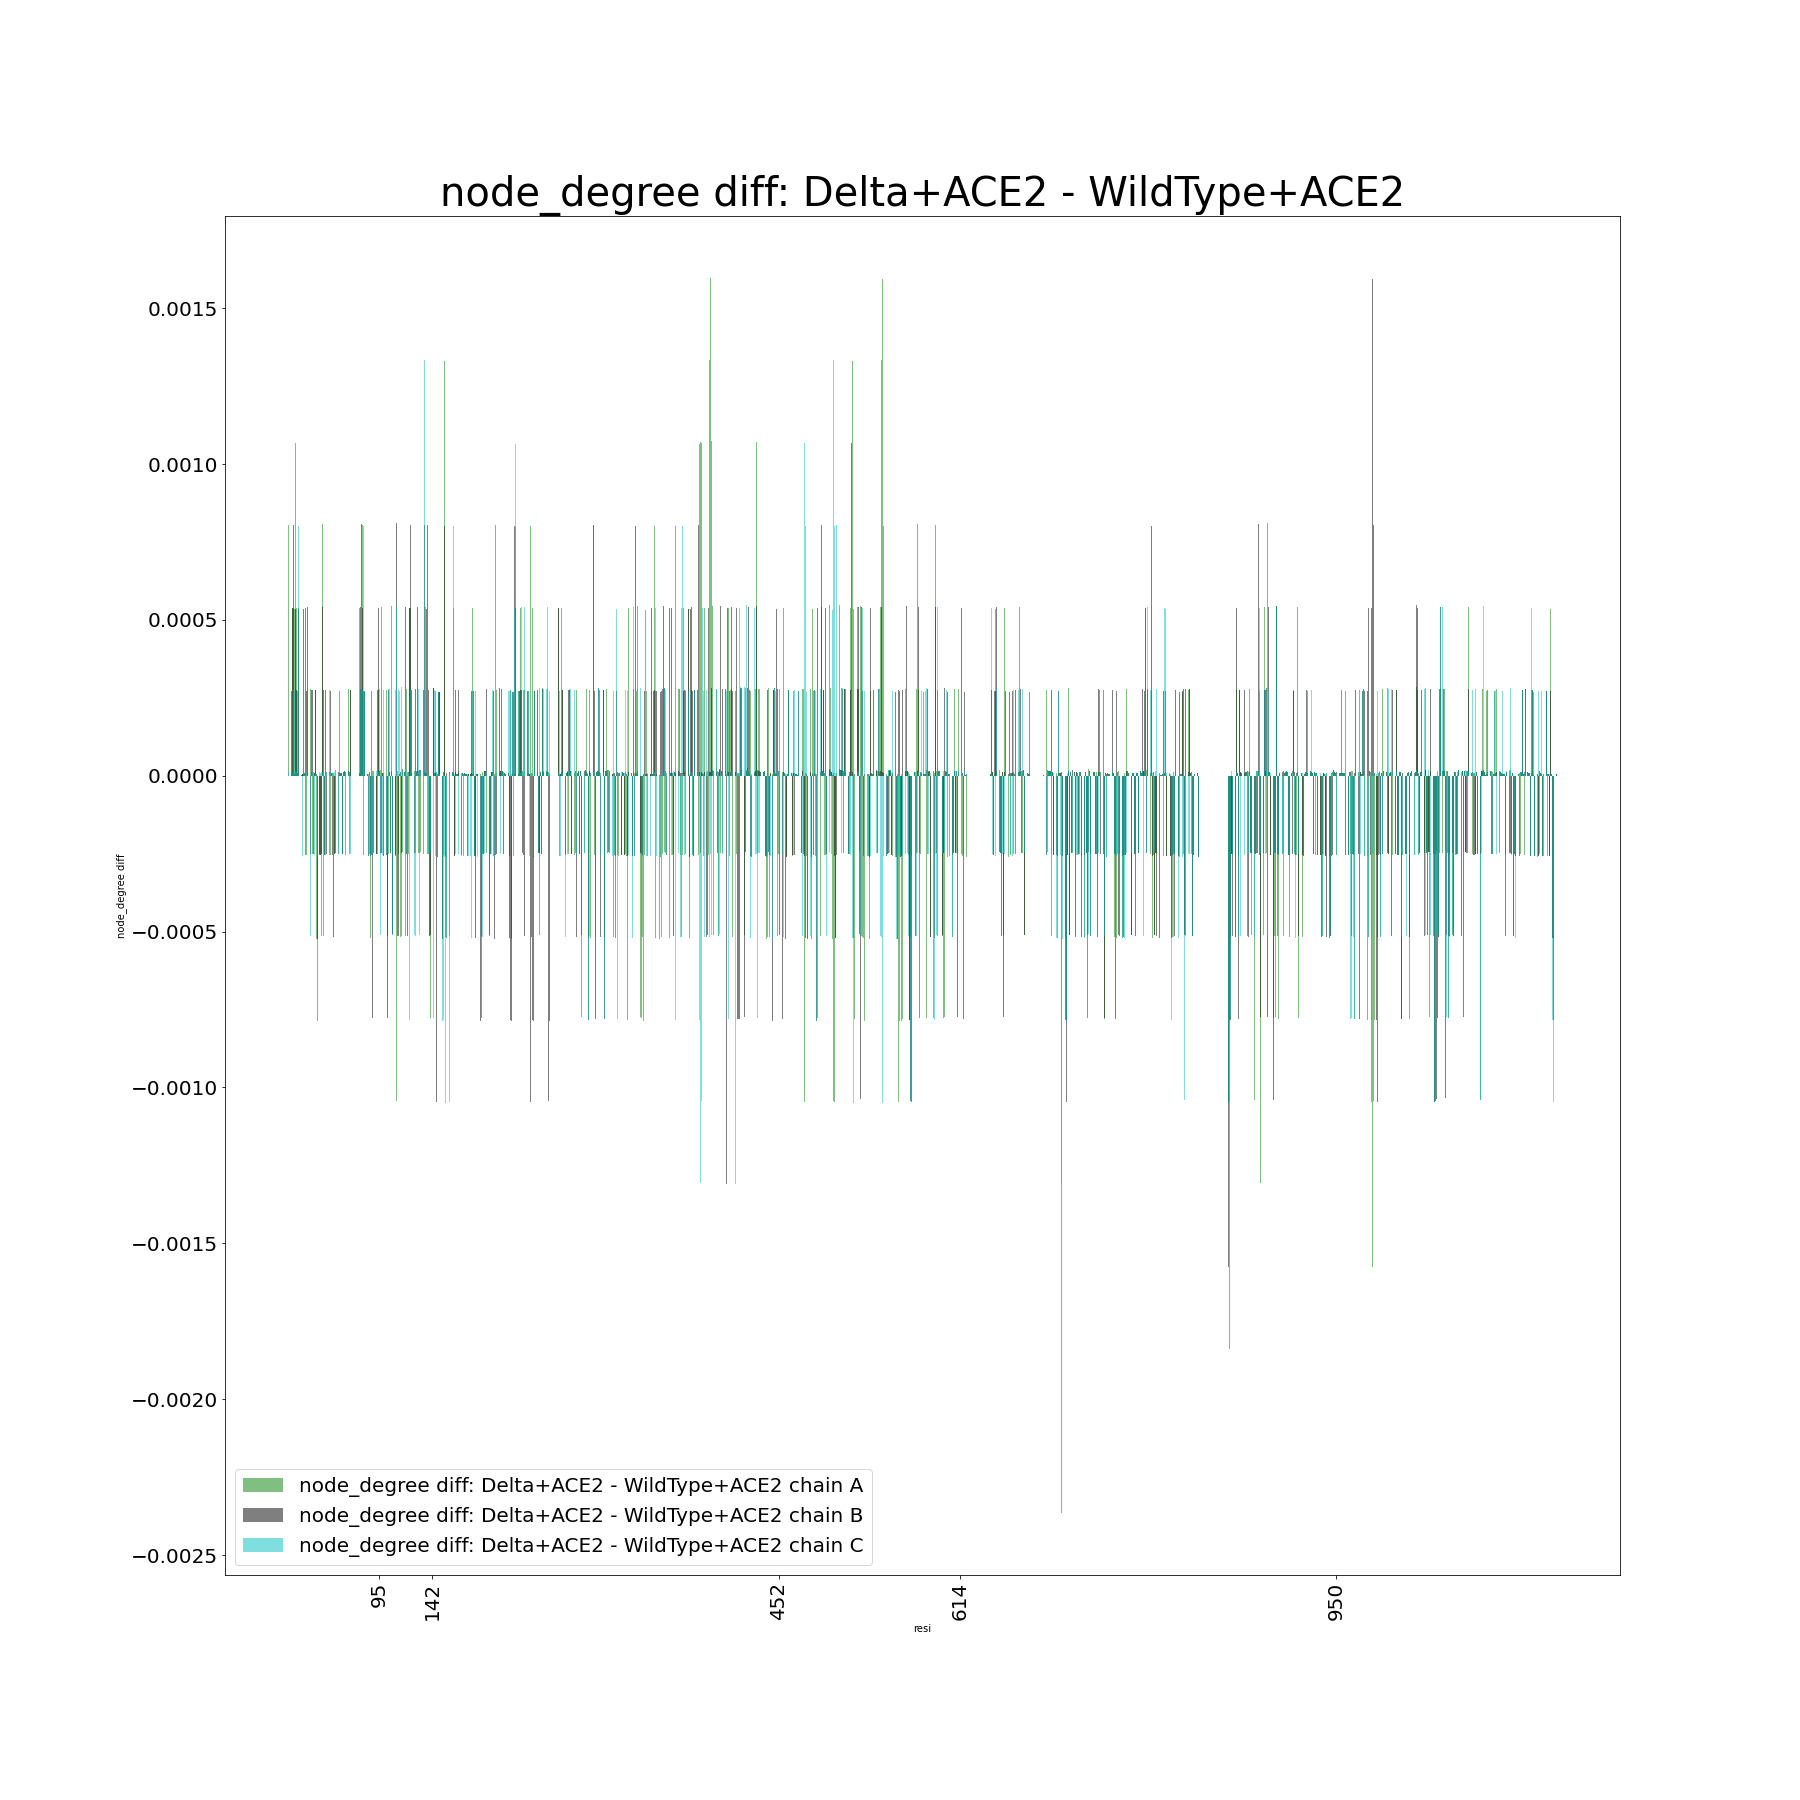 node_degree diff: Delta+ACE2 - WildType+ACE2
0.0015
0.0010
0.0005
0.0000
−0.0005
−0.0010
−0.0015
−0.0020
−0.0025
node_degree diff
node_degree diff: Delta+ACE2 - WildType+ACE2 chain A
node_degree diff: Delta+ACE2 - WildType+ACE2 chain B
node_degree diff: Delta+ACE2 - WildType+ACE2 chain C
95
142
452
614
950
resi